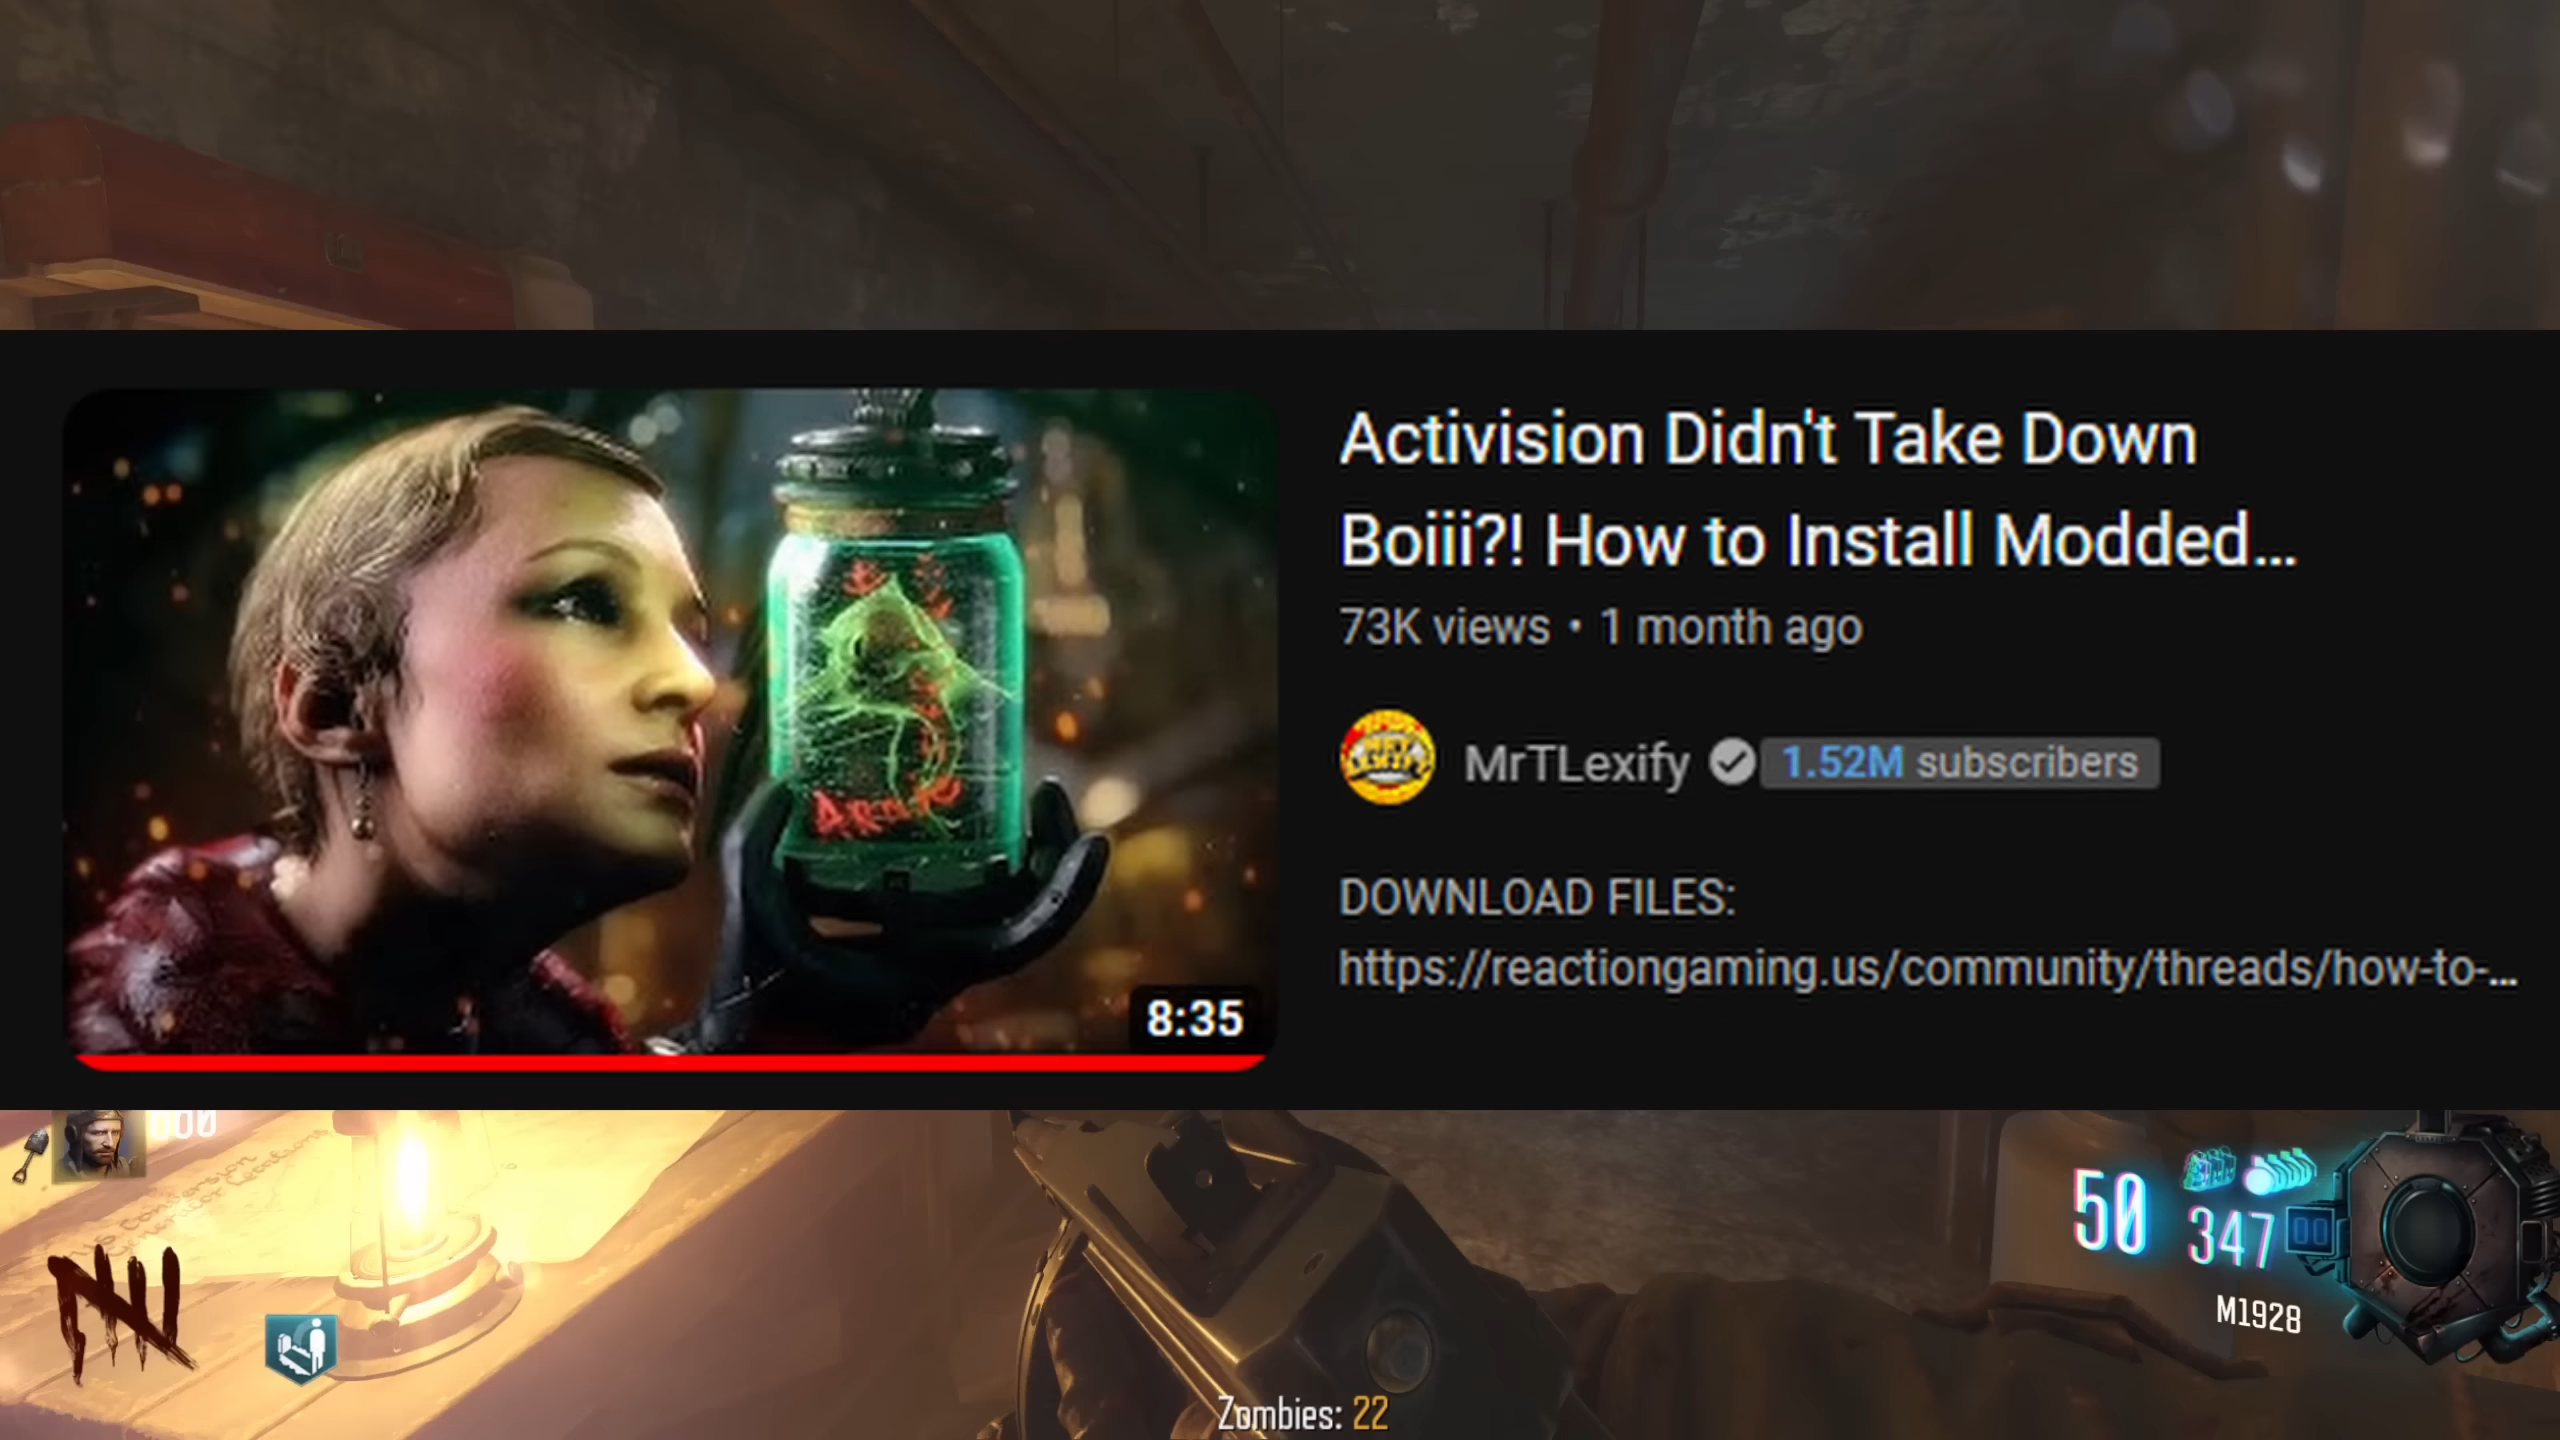 Activision Didn't Take Down
Boiii?! How to Install Modded...
73K views • 1 month ago
MrTLexify
1.52M subscribers
DOWNLOAD FILES:
https://reactiongaming.us/community/threads/how-to-...
8:35
50
347
M1928
Zombies: 22